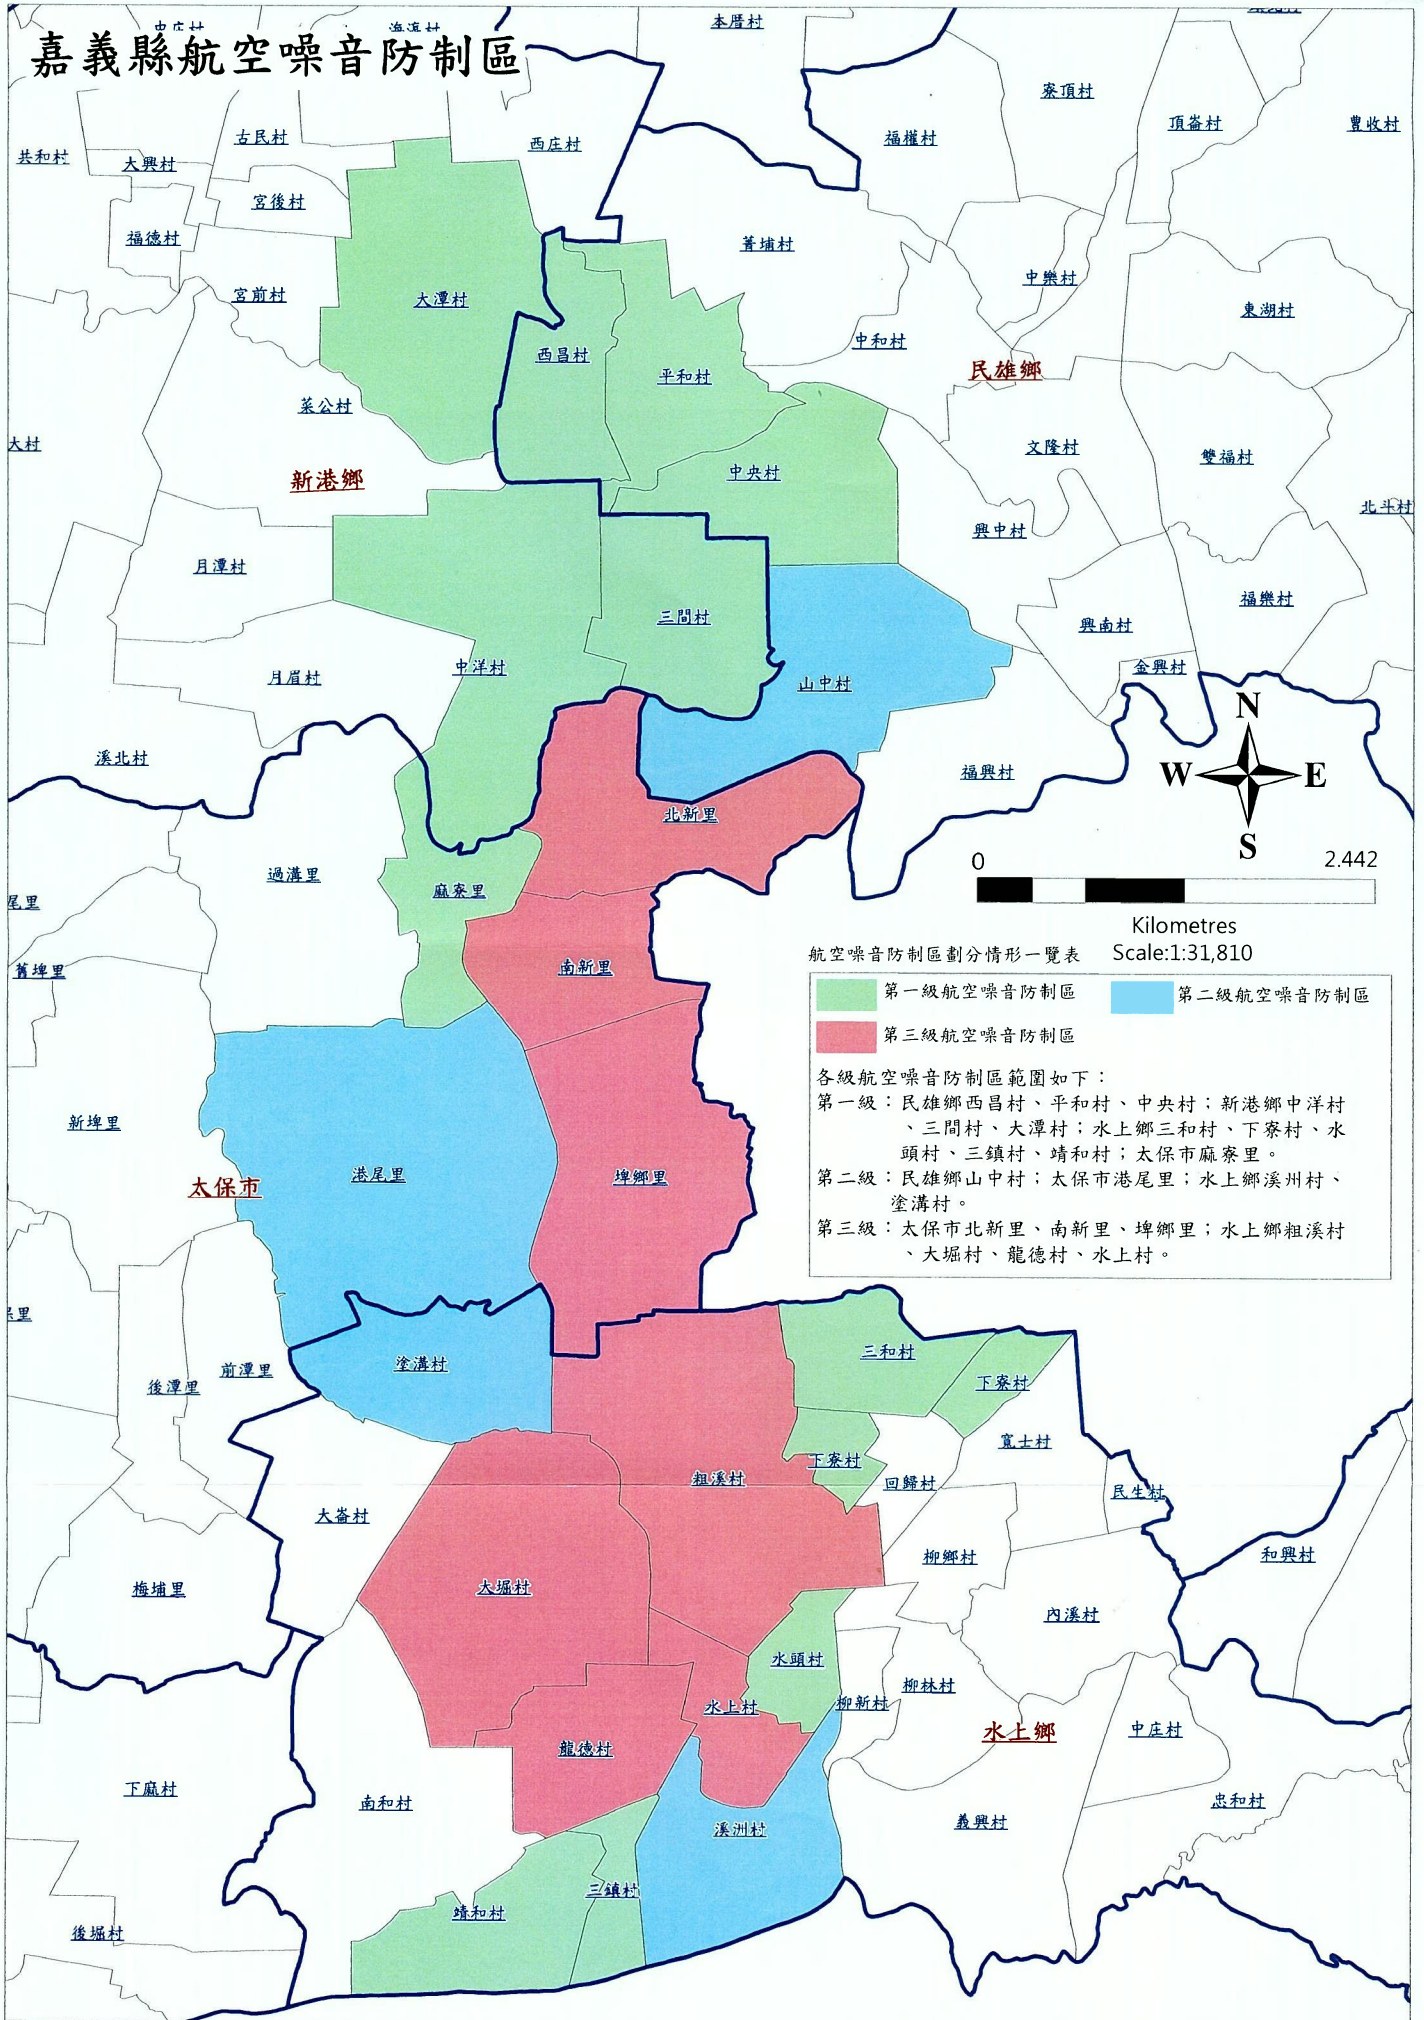 本厝村
嘉義縣航空噪音防制區
寮頂村
豐收村
頂崙村
福權村
古民村
西庄村
共和村
大興村
宮後村
福德村
菁埔村
中樂村
宮前村
大潭村
東湖村
中和村
西昌村
民雄鄉
平和村
菜公村
大村
文隆村
雙福村
中央村
新港鄉
北斗村
興中村
月潭村
福樂村
三間村
興南村
中洋村
金興村
月眉村
山中村
N
溪北村
福興村
W
E
北新里
S
0
2.442
過溝里
麻寮里
尾里
Kilometres
航空噪音防制區劃分情形一覽表
Scale:1:31,810
南新里
舊埤里
第一級航空噪音防制區
第二級航空噪音防制區
第三級航空噪音防制區
各級航空噪音防制區範圍如下：
第一級：民雄鄉西昌村、平和村、中央村；新港鄉中洋村
、三間村、大潭村；水上鄉三和村、下寮村、水
頭村、三鎮村、靖和村；太保市麻寮里。
第二級：民雄鄉山中村；太保市港尾里；水上鄉溪州村、
塗溝村。
第三級：太保市北新里、南新里、埤鄉里；水上鄉粗溪村
、大堀村、龍德村、水上村。
新埤里
港尾里
埤鄉里
太保市
三和村
塗溝村
前潭里
後潭里
下寮村
寬士村
下寮村
粗溪村
回歸村
民生村
大崙村
柳鄉村
和興村
梅埔里
大堀村
內溪村
水頭村
柳林村
柳新村
水上村
水上鄉
中庄村
龍德村
下麻村
南和村
忠和村
義興村
溪洲村
三鎮村
靖和村
後堀村